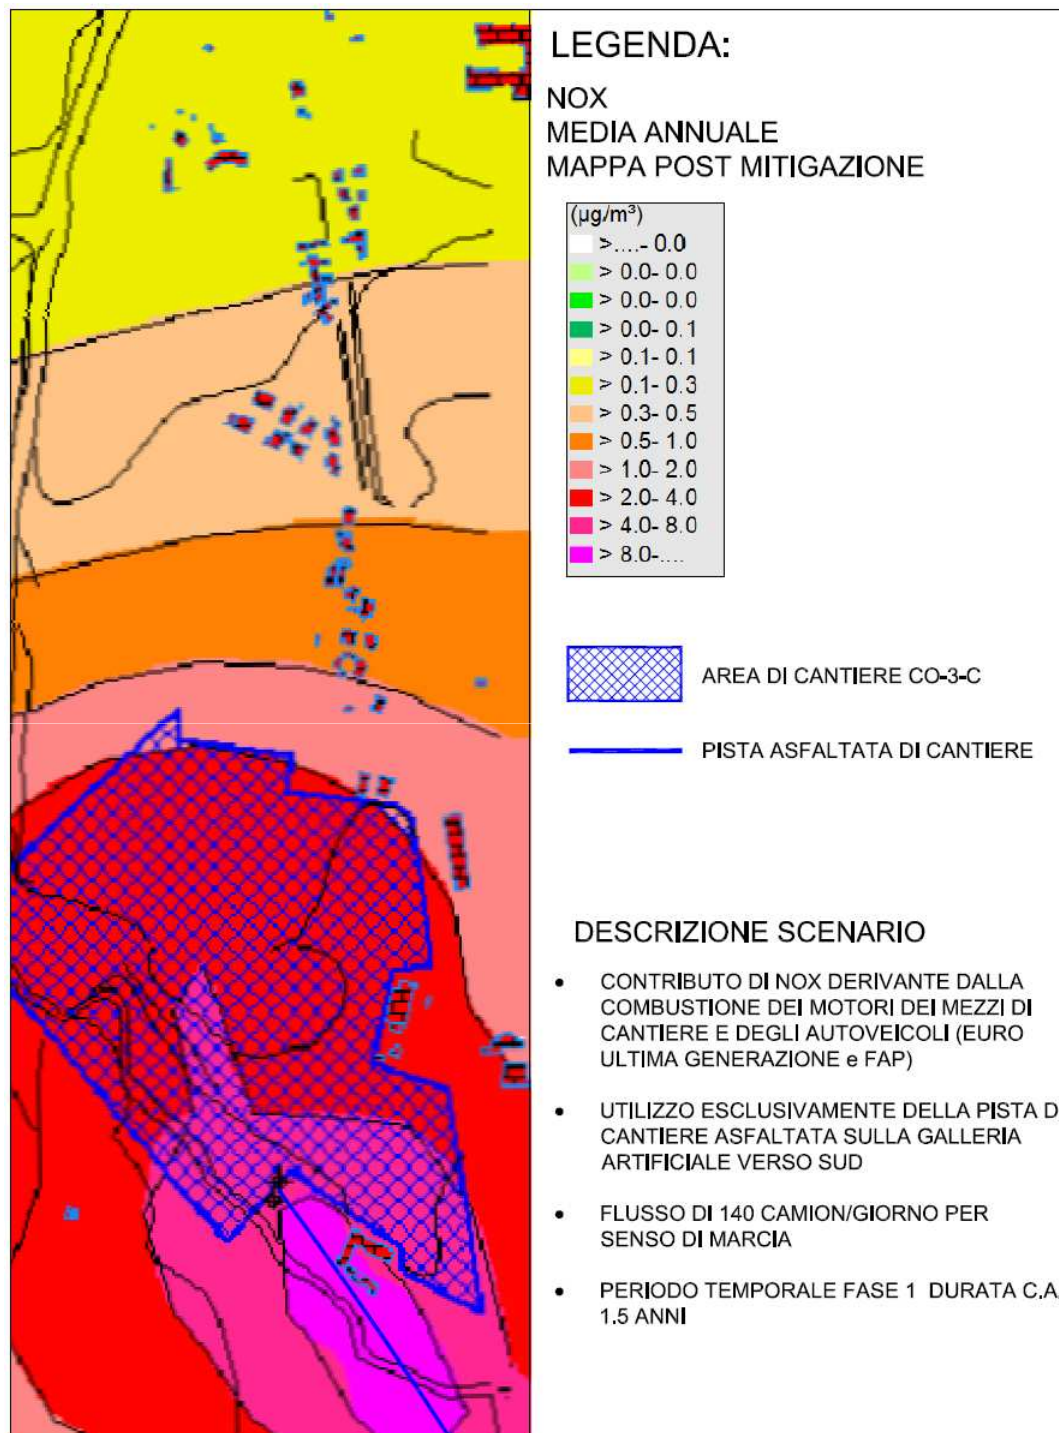 LEGENDA:
NOX
MEDIA ANNUALE
MAPPA POST MITIGAZIONE
(µg/m³)
>....- 0.0
> 0.0- 0.0
> 0.0- 0.0
> 0.0- 0.1
> 0.1- 0.1
> 0.1- 0.3
> 0.3- 0.5
> 0.5- 1.0
> 1.0- 2.0
> 2.0- 4.0
> 4.0- 8.0
> 8.0-....
AREA DI CANTIERE CO-3-C
PISTA ASFALTATA DI CANTIERE
DESCRIZIONE SCENARIO
• CONTRIBUTO DI NOX DERIVANTE DALLA
COMBUSTIONE DEI MOTORI DEI MEZZI DI
CANTIERE E DEGLI AUTOVEICOLI (EURO
ULTIMA GENERAZIONE e FAP)
• UTILIZZO ESCLUSIVAMENTE DELLA PISTA D
CANTIERE ASFALTATA SULLA GALLERIA
ARTIFICIALE VERSO SUD
• FLUSSO DI 140 CAMION/GIORNO PER
SENSO DI MARCIA
• PERIODO TEMPORALE FASE 1 DURATA C.A.
1.5 ANNI